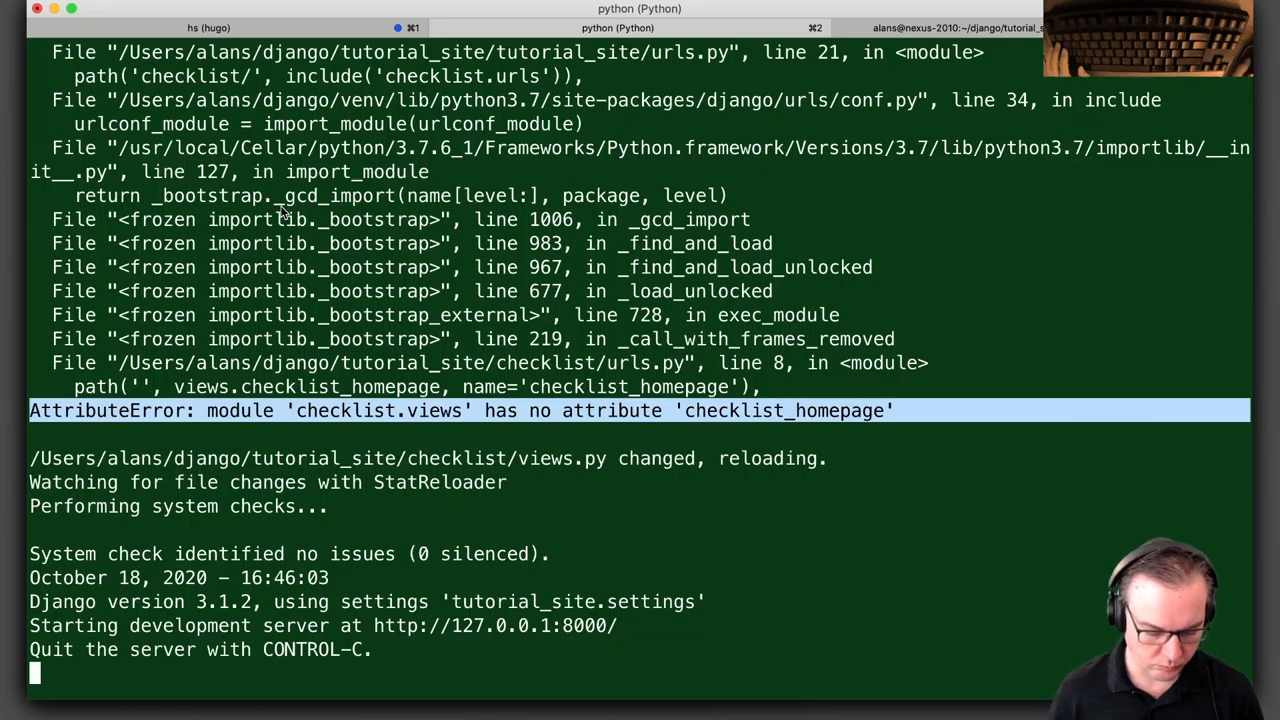 python (Python)
hs (hugo)
⌘1
python (Python)
⌘2
alans@nexus-2010:~/django/tutorial_s
File "/Users/alans/django/tutorial_site/tutorial_site/urls.py", line 21, in <module>
path('checklist/', include('checklist.urls')),
File "/Users/alans/django/venv/lib/python3.7/site-packages/django/urls/conf.py", line 34, in include
urlconf_module = import_module(urlconf_module)
File "/usr/local/Cellar/python/3.7.6_1/Frameworks/Python.framework/Versions/3.7/lib/python3.7/importlib/__in
it__.py", line 127, in import_module
return _bootstrap._gcd_import(name[level:], package, level)
File "<frozen importlib._bootstrap>", line 1006, in _gcd_import
File "<frozen importlib._bootstrap>", line 983, in _find_and_load
File "<frozen importlib._bootstrap>", line 967, in _find_and_load_unlocked
File "<frozen importlib._bootstrap>", line 677, in _load_unlocked
File "<frozen importlib._bootstrap_external>", line 728, in exec_module
File "<frozen importlib._bootstrap>", line 219, in _call_with_frames_removed
File "/Users/alans/django/tutorial_site/checklist/urls.py", line 8, in <module>
path('', views.checklist_homepage, name='checklist_homepage'),
AttributeError: module 'checklist.views' has no attribute 'checklist_homepage'
/Users/alans/django/tutorial_site/checklist/views.py changed, reloading.
Watching for file changes with StatReloader
Performing system checks...
System check identified no issues (0 silenced).
October 18, 2020 - 16:46:03
Django version 3.1.2, using settings 'tutorial_site.settings'
Starting development server at http://127.0.0.1:8000/
Quit the server with CONTROL-C.